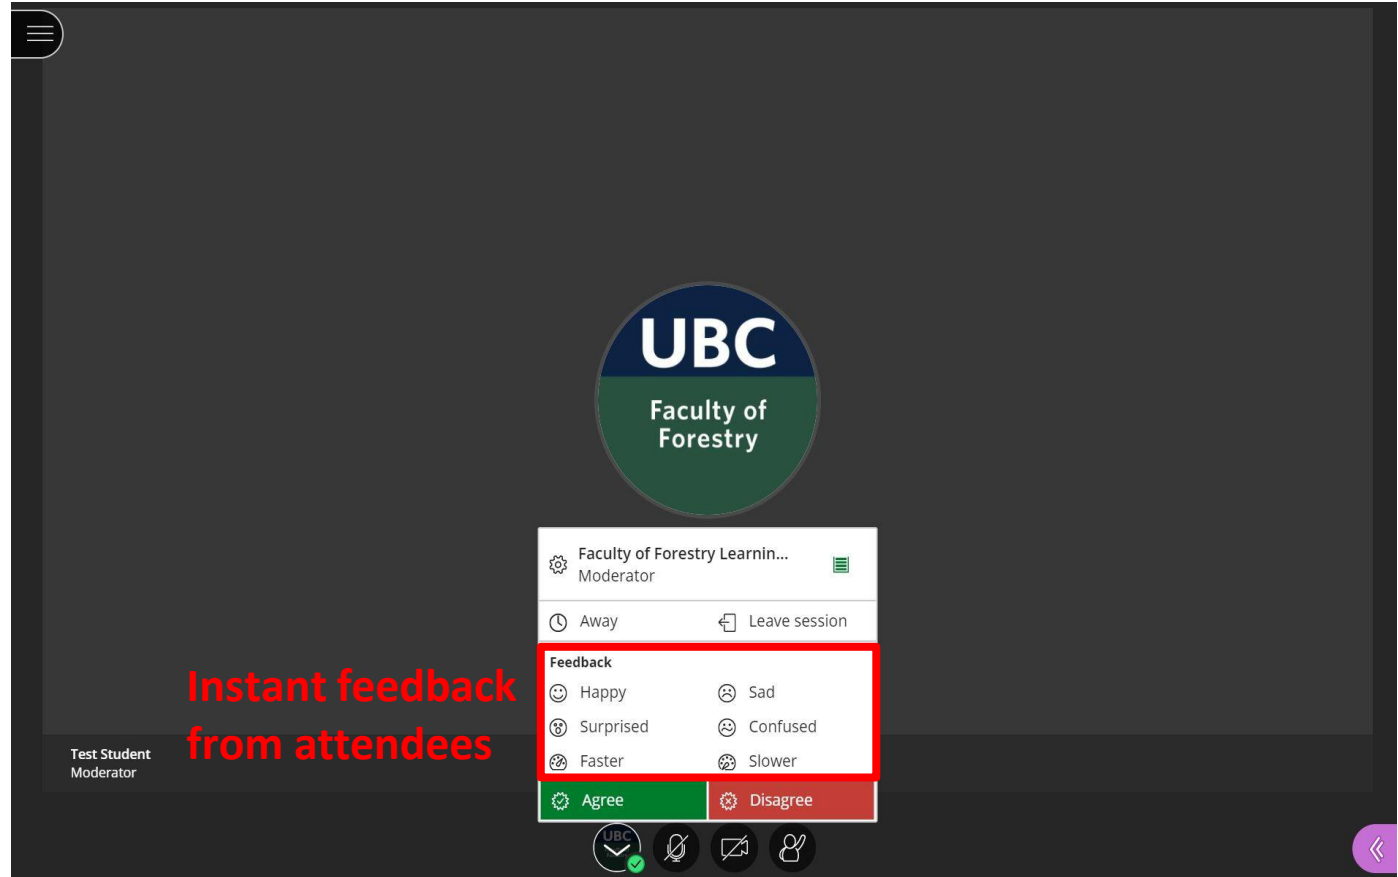 UBC
Faculty of
Forestry
Faculty of Forestry Learnin...
Moderator
Away
Leave session
Feedback
Happy
Sad
Surprised
Confused
Faster
Slower
Agree
Disagree
Instant feedback
from attendees
Test Student
Moderator
UBC